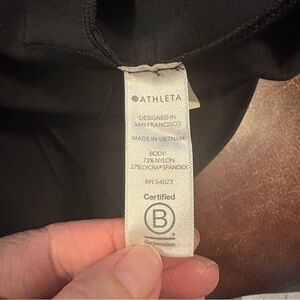 ATHLETA
DESIGNED IN
SAN FRANCISCO
MADE IN VIETNAM
BODY:
73% NYLON
27% LYCRA® SPANDEX
RN 54023
Certified
B
Corporation